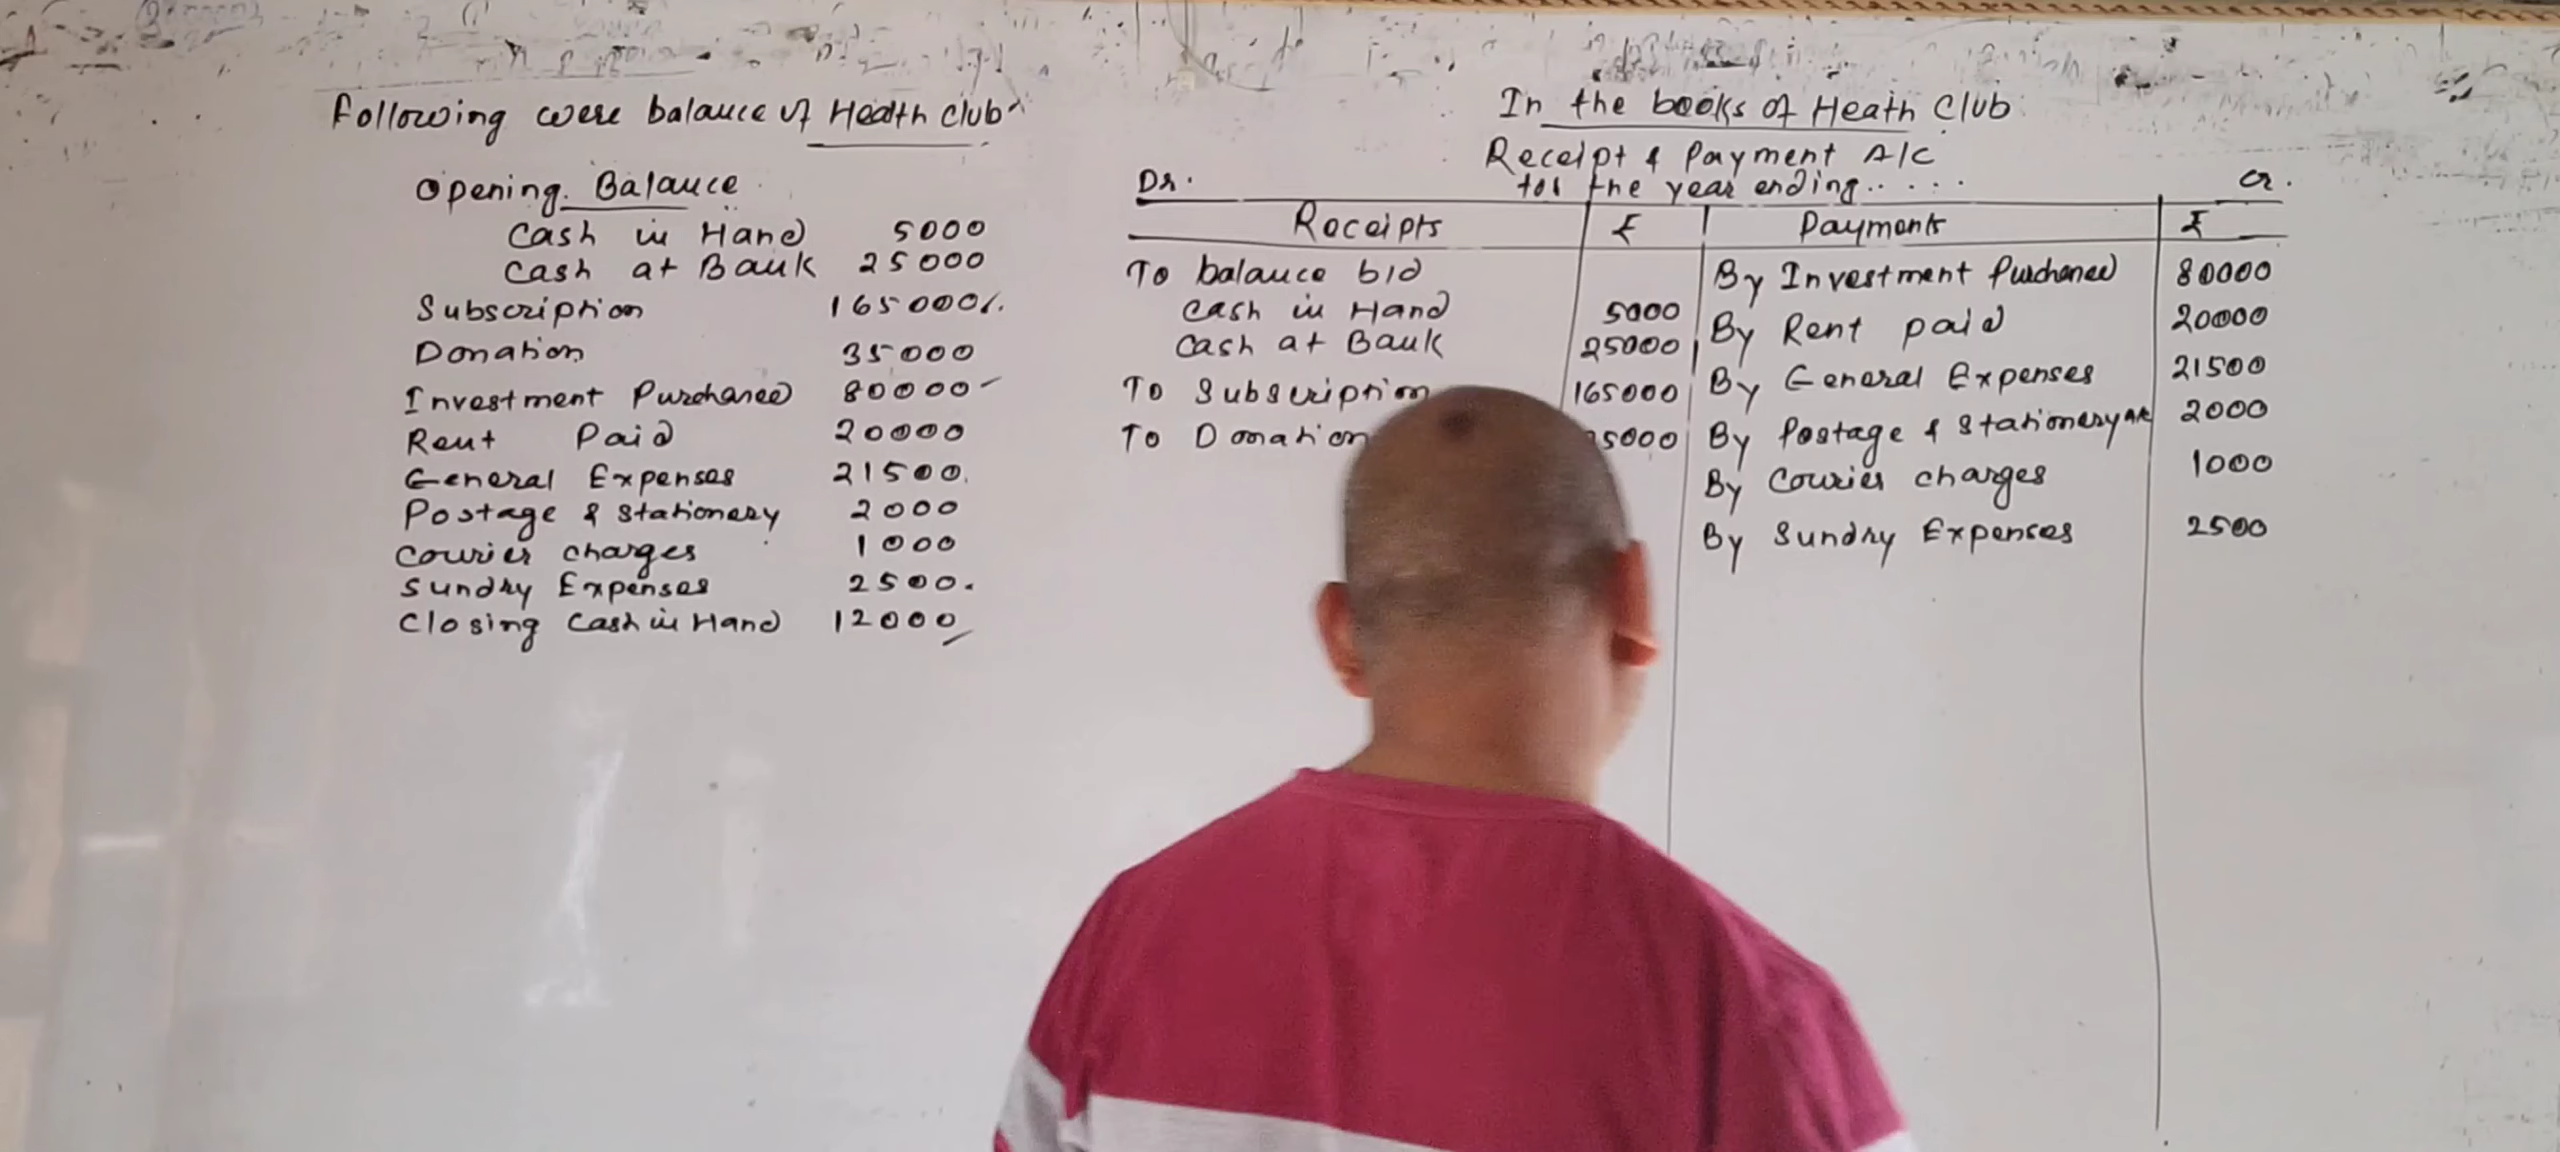 Following were balance of Health Club
Opening Balance
Cash in Hand 5000
Cash at Bank 25000
Subscription 165000/.
Donation 35000
Investment Purchased 80000
Rent Paid 20000
General Expenses 21500
Postage & Stationery 2000
Courier charges 1000
Sundry Expenses 2500.
Closing Cash in Hand 12000
In the books of Heath Club
Receipt & Payment A/C
Dr. for the year ending..... Cr.
Receipts ₹ Payments ₹
To balance b/d
Cash in Hand 5000
Cash at Bank 25000
To Subscription 165000
To Donation 5000
By Investment Purchased 80000
By Rent paid 20000
By General Expenses 21500
By Postage & Stationery A/c 2000
By Courier charges 1000
By Sundry Expenses 2500